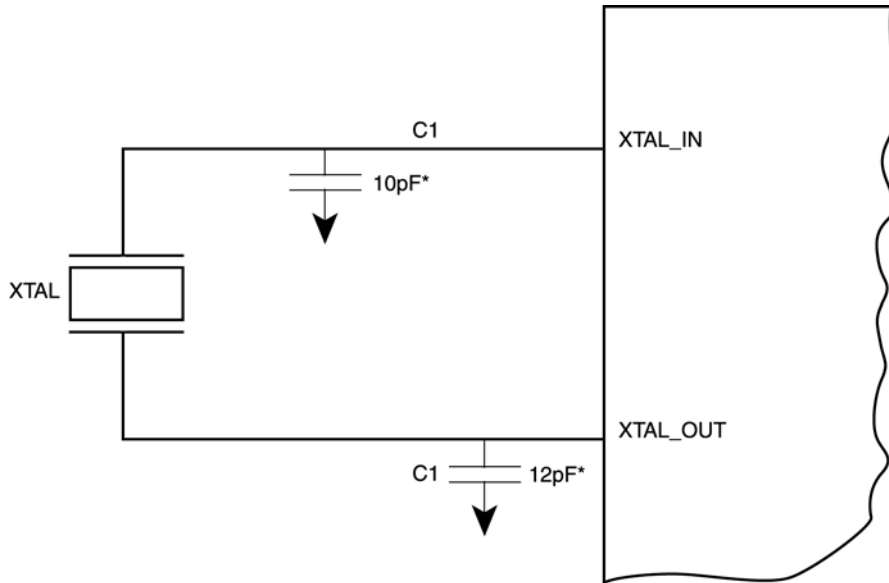 C1
XTAL_IN
10pF*
XTAL
XTAL_OUT
C1 12pF*